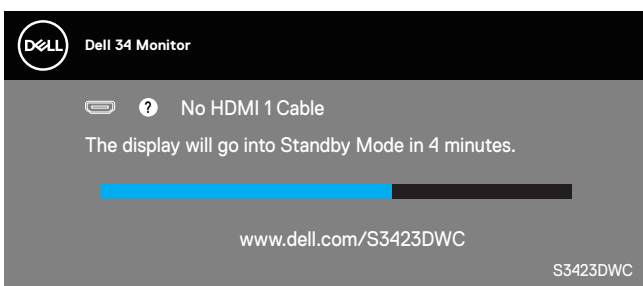 DELL
Dell 34 Monitor
? No HDMI 1 Cable
The display will go into Standby Mode in 4 minutes.
www.dell.com/S3423DWC
S3423DWC